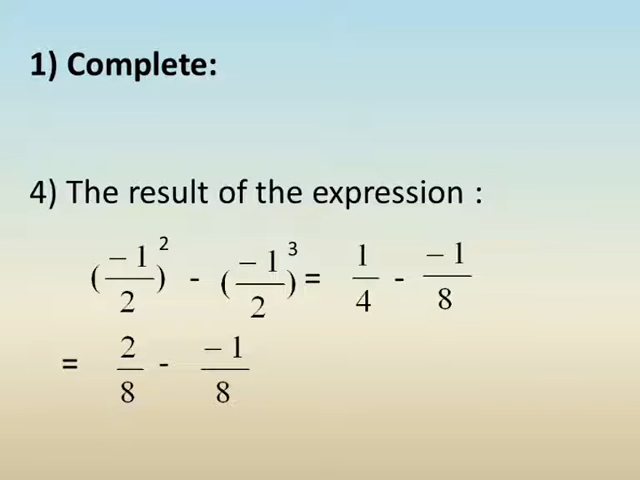 1) Complete:
4) The result of the expression :
(-1/2)² - (-1/2)³ = 1/4 - -1/8
= 2/8 - -1/8